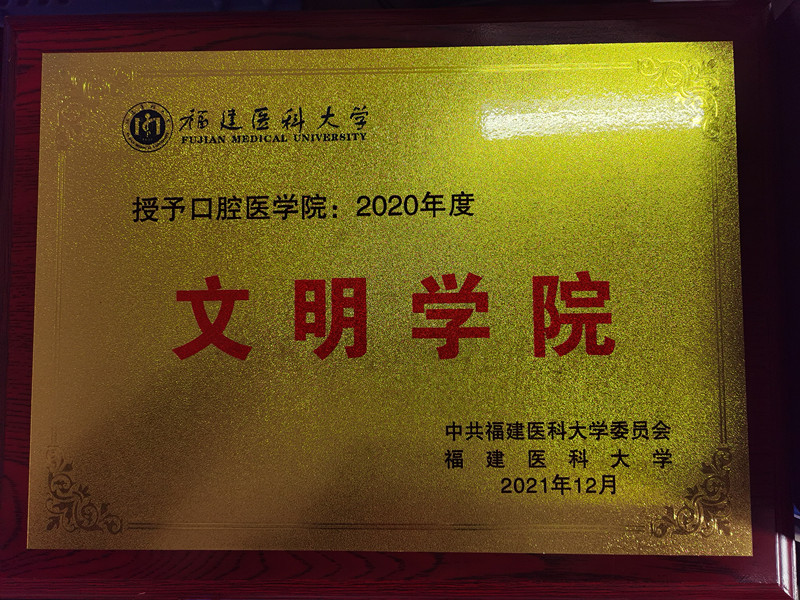 福建医科大学
FUJIAN MEDICAL UNIVERSITY
授予口腔医学院：2020年度
文明学院
中共福建医科大学委员会
福建医科大学
2021年12月